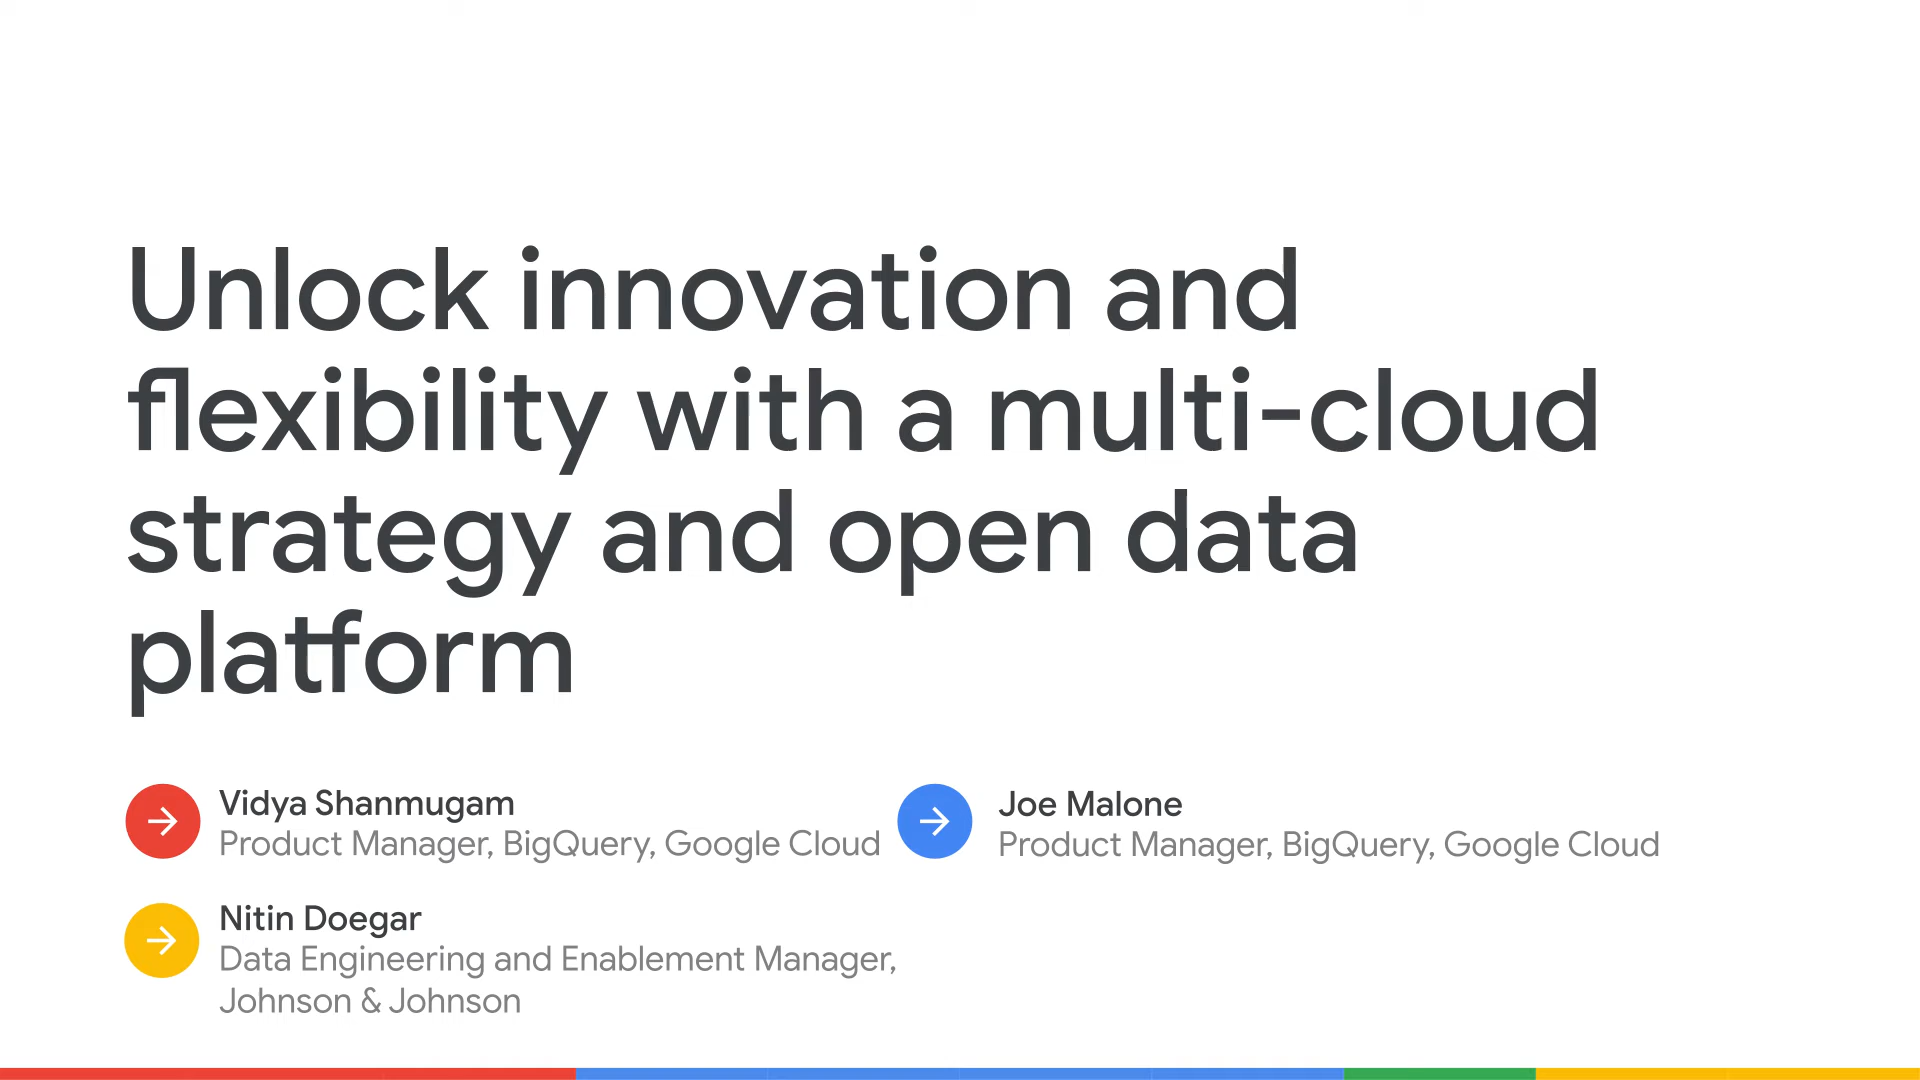 Unlock innovation and
flexibility with a multi-cloud
strategy and open data
platform
Vidya Shanmugam
Product Manager, BigQuery, Google Cloud
Joe Malone
Product Manager, BigQuery, Google Cloud
Nitin Doegar
Data Engineering and Enablement Manager,
Johnson & Johnson